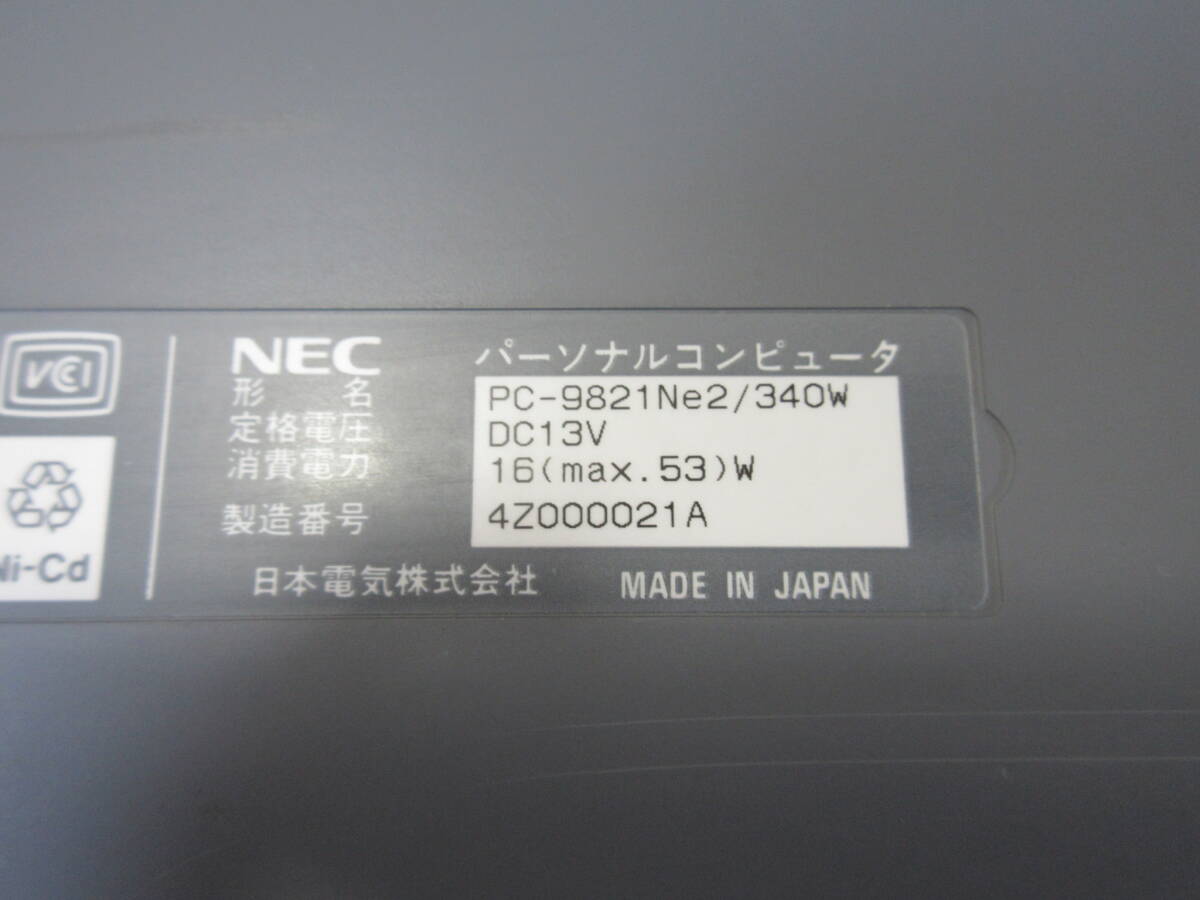 VCCI
NEC パーソナルコンピュータ
形 名 PC-9821Ne2/340W
定格電圧 DC13V
消費電力 16(max.53)W
製造番号 4Z000021A
Ni-Cd
日本電気株式会社 MADE IN JAPAN